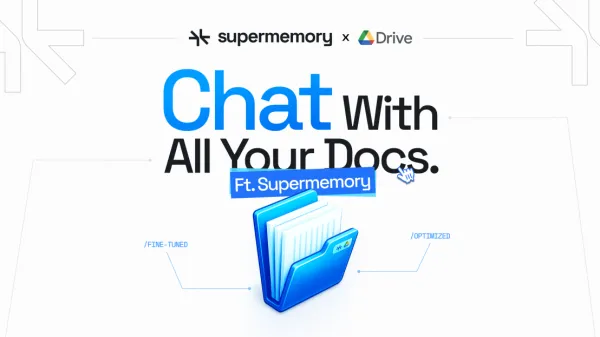 supermemory x Drive
Chat With
All Your Docs.
Ft. Supermemory
/FINE-TUNED
/OPTIMIZED